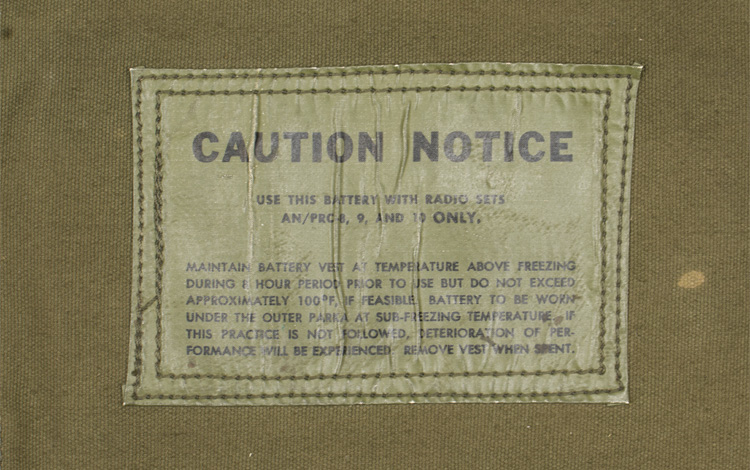 CAUTION NOTICE
USE THIS BATTERY WITH RADIO SETS
AN/PRC-8, 9, AND 10 ONLY.
MAINTAIN BATTERY VEST AT TEMPERATURE ABOVE FREEZING
DURING 8 HOUR PERIOD PRIOR TO USE BUT DO NOT EXCEED
APPROXIMATELY 100°F, IF FEASIBLE. BATTERY TO BE WORN
UNDER THE OUTER PARKA AT SUB-FREEZING TEMPERATURE. IF
THIS PRACTICE IS NOT FOLLOWED, DETERIORATION OF PER-
FORMANCE WILL BE EXPERIENCED. REMOVE VEST WHEN SPENT.